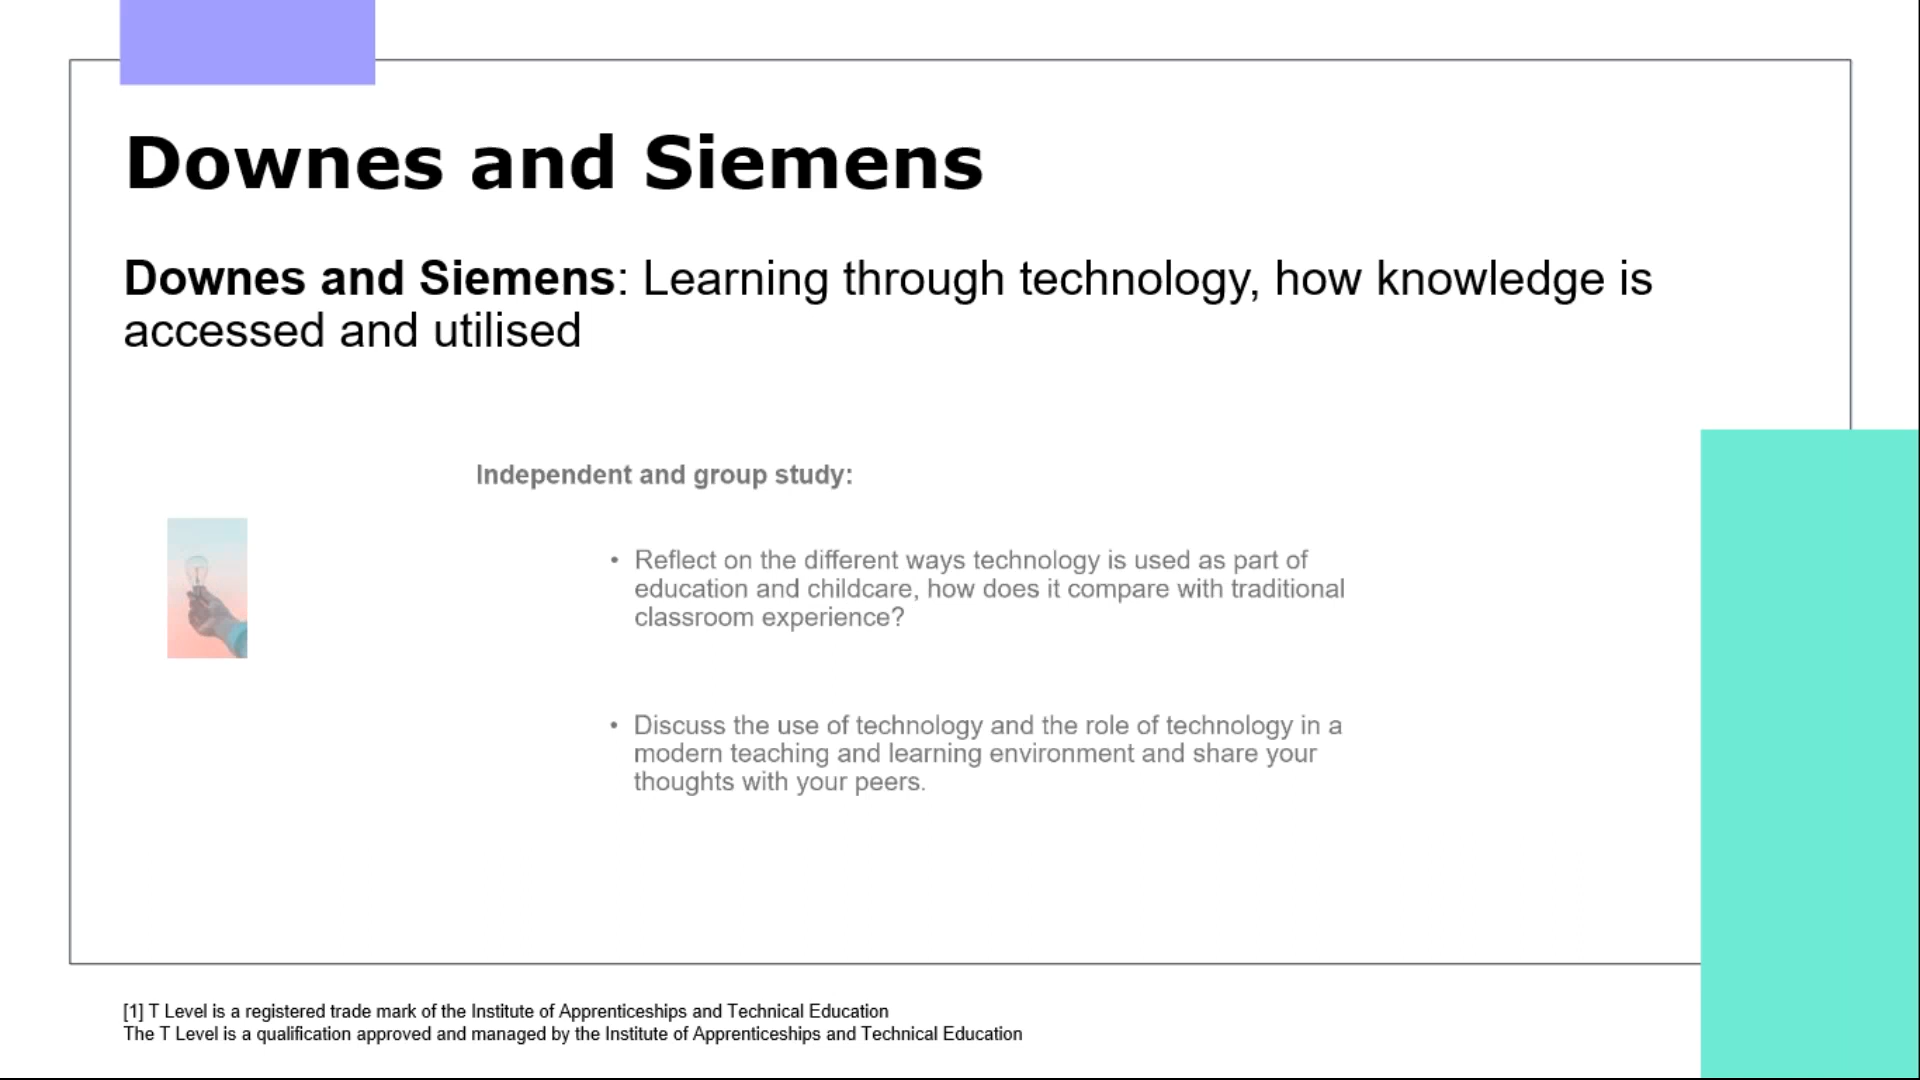 Downes and Siemens
Downes and Siemens: Learning through technology, how knowledge is
accessed and utilised
Independent and group study:
• Reflect on the different ways technology is used as part of
education and childcare, how does it compare with traditional
classroom experience?
• Discuss the use of technology and the role of technology in a
modern teaching and learning environment and share your
thoughts with your peers.
[1] T Level is a registered trade mark of the Institute of Apprenticeships and Technical Education
The T Level is a qualification approved and managed by the Institute of Apprenticeships and Technical Education